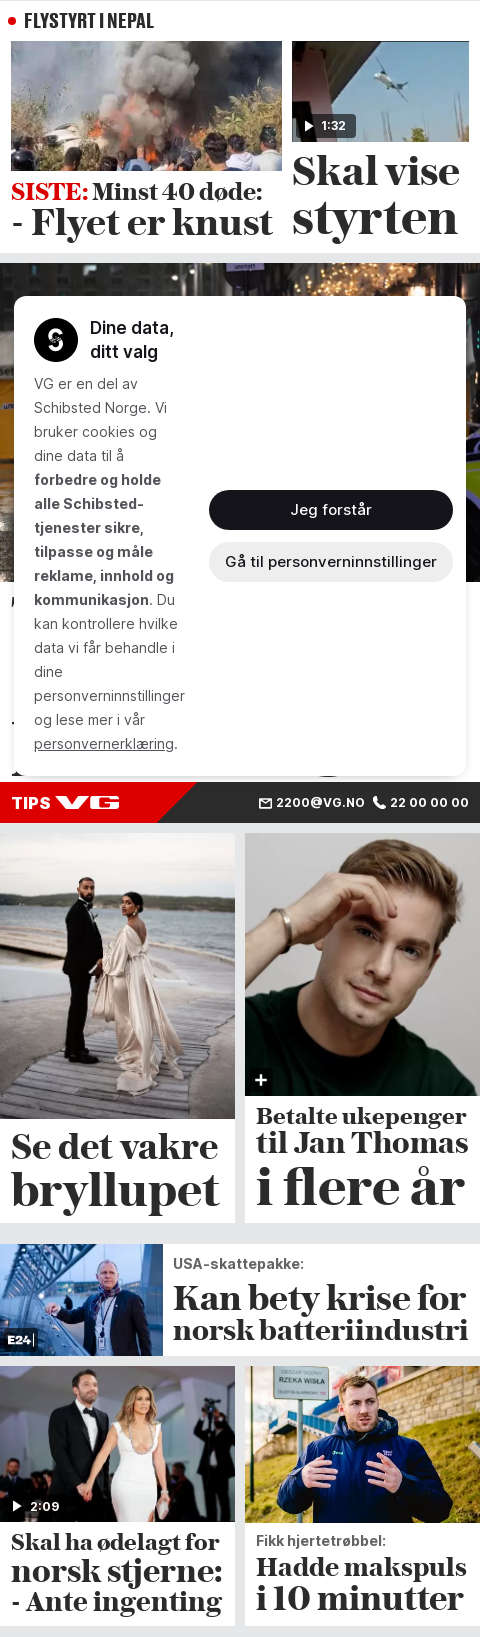 FLYSTYRT I NEPAL
SISTE: Minst 40 døde:
- Flyet er knust
1:32
Skal vise
styrten
Dine data,
ditt valg
VG er en del av
Schibsted Norge. Vi
bruker cookies og
dine data til å
forbedre og holde
alle Schibsted-
tjenester sikre,
tilpasse og måle
reklame, innhold og
kommunikasjon. Du
kan kontrollere hvilke
data vi får behandle i
dine
personverninnstillinger
og lese mer i vår
personvernerklæring.
Jeg forstår
Gå til personverninnstillinger
TIPS VG
2200@VG.NO 22 00 00 00
Se det vakre
bryllupet
Betalte ukepenger
til Jan Thomas
i flere år
E24
USA-skattepakke:
Kan bety krise for
norsk batteriindustri
2:09
Skal ha ødelagt for
norsk stjerne:
- Ante ingenting
RZEKA WISŁA
Fikk hjertetrøbbel:
Hadde makspuls
i 10 minutter